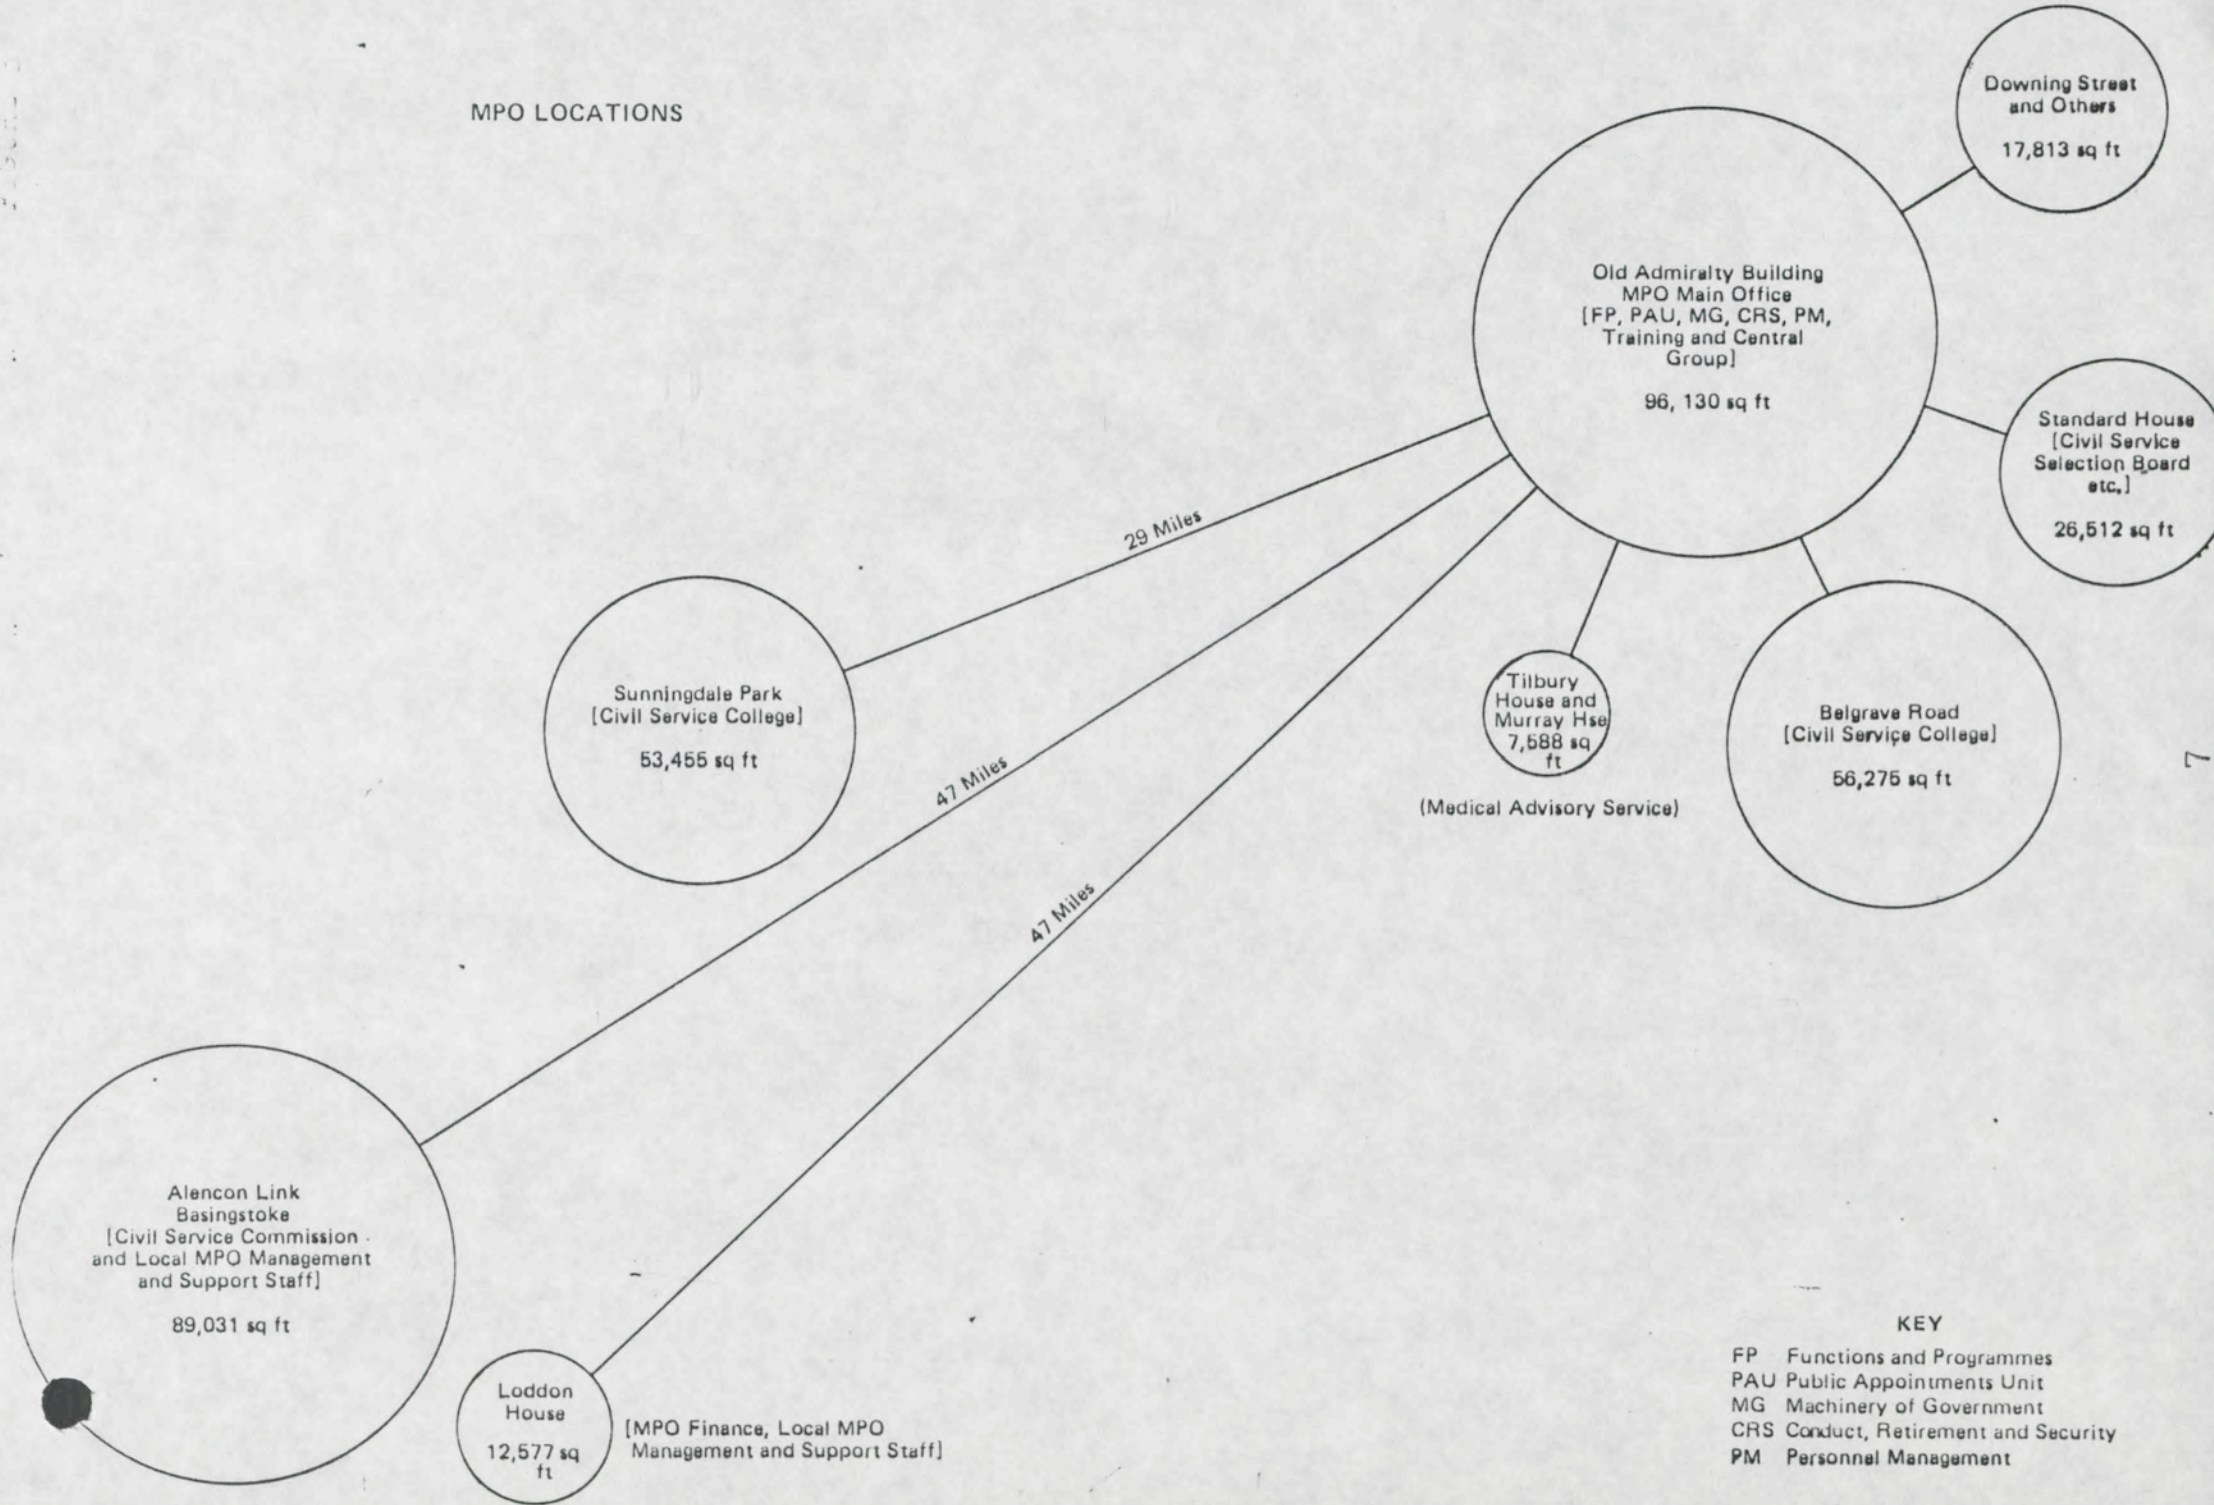 MPO LOCATIONS
Downing Street
and Others
17,813 sq ft
Old Admiralty Building
MPO Main Office
[FP, PAU, MG, CRS, PM,
Training and Central
Group]
96, 130 sq ft
Standard House
[Civil Service
Selection Board
etc.]
26,512 sq ft
29 Miles
Sunningdale Park
[Civil Service College]
53,455 sq ft
Tilbury
House and
Murray Hse
7,588 sq
ft
(Medical Advisory Service)
Belgrave Road
[Civil Service College]
56,275 sq ft
7
47 Miles
47 Miles
Alencon Link
Basingstoke
[Civil Service Commission
and Local MPO Management
and Support Staff]
89,031 sq ft
Loddon
House
12,577 sq
ft
[MPO Finance, Local MPO
Management and Support Staff]
KEY
FP Functions and Programmes
PAU Public Appointments Unit
MG Machinery of Government
CRS Conduct, Retirement and Security
PM Personnel Management